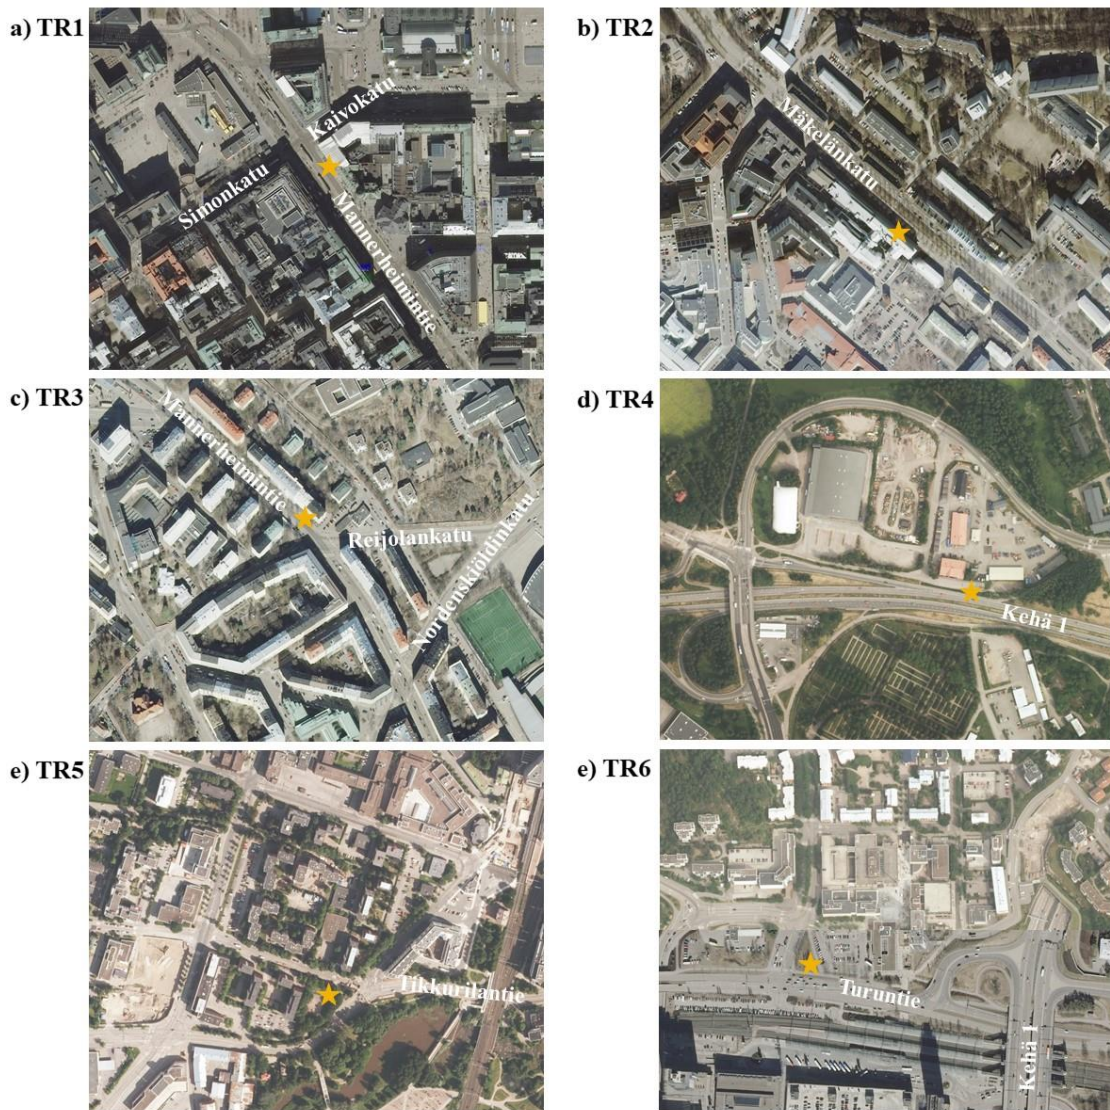 a) TR1
Kaivokatu
Simonkatu
Mannerheimintie
b) TR2
Mäkelänkatu
c) TR3
Mannerheimintie
Reijolankatu
Nordenskiöldinkatu
d) TR4
Kehä 1
e) TR5
Tikkurilantie
e) TR6
Turuntie
Kehä 1